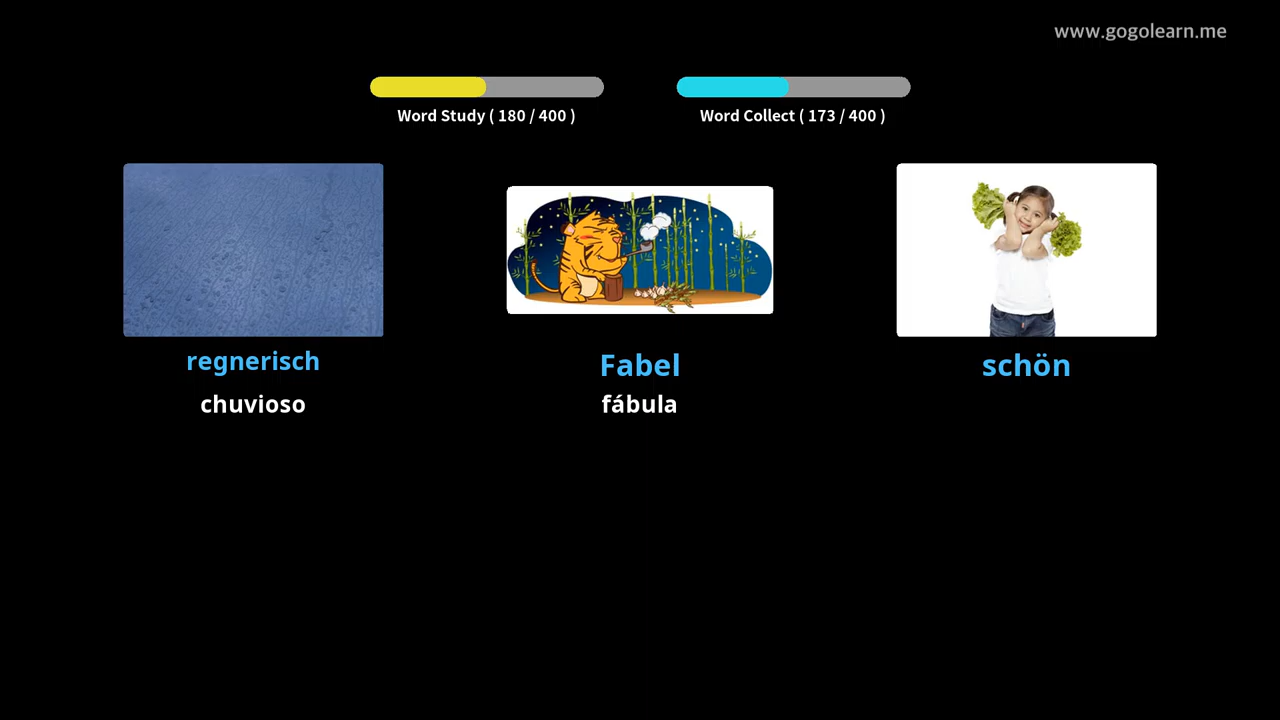 www.gogolearn.me
Word Study ( 180 / 400 )
Word Collect ( 173 / 400 )
regnerisch
chuvioso
Fabel
fábula
schön